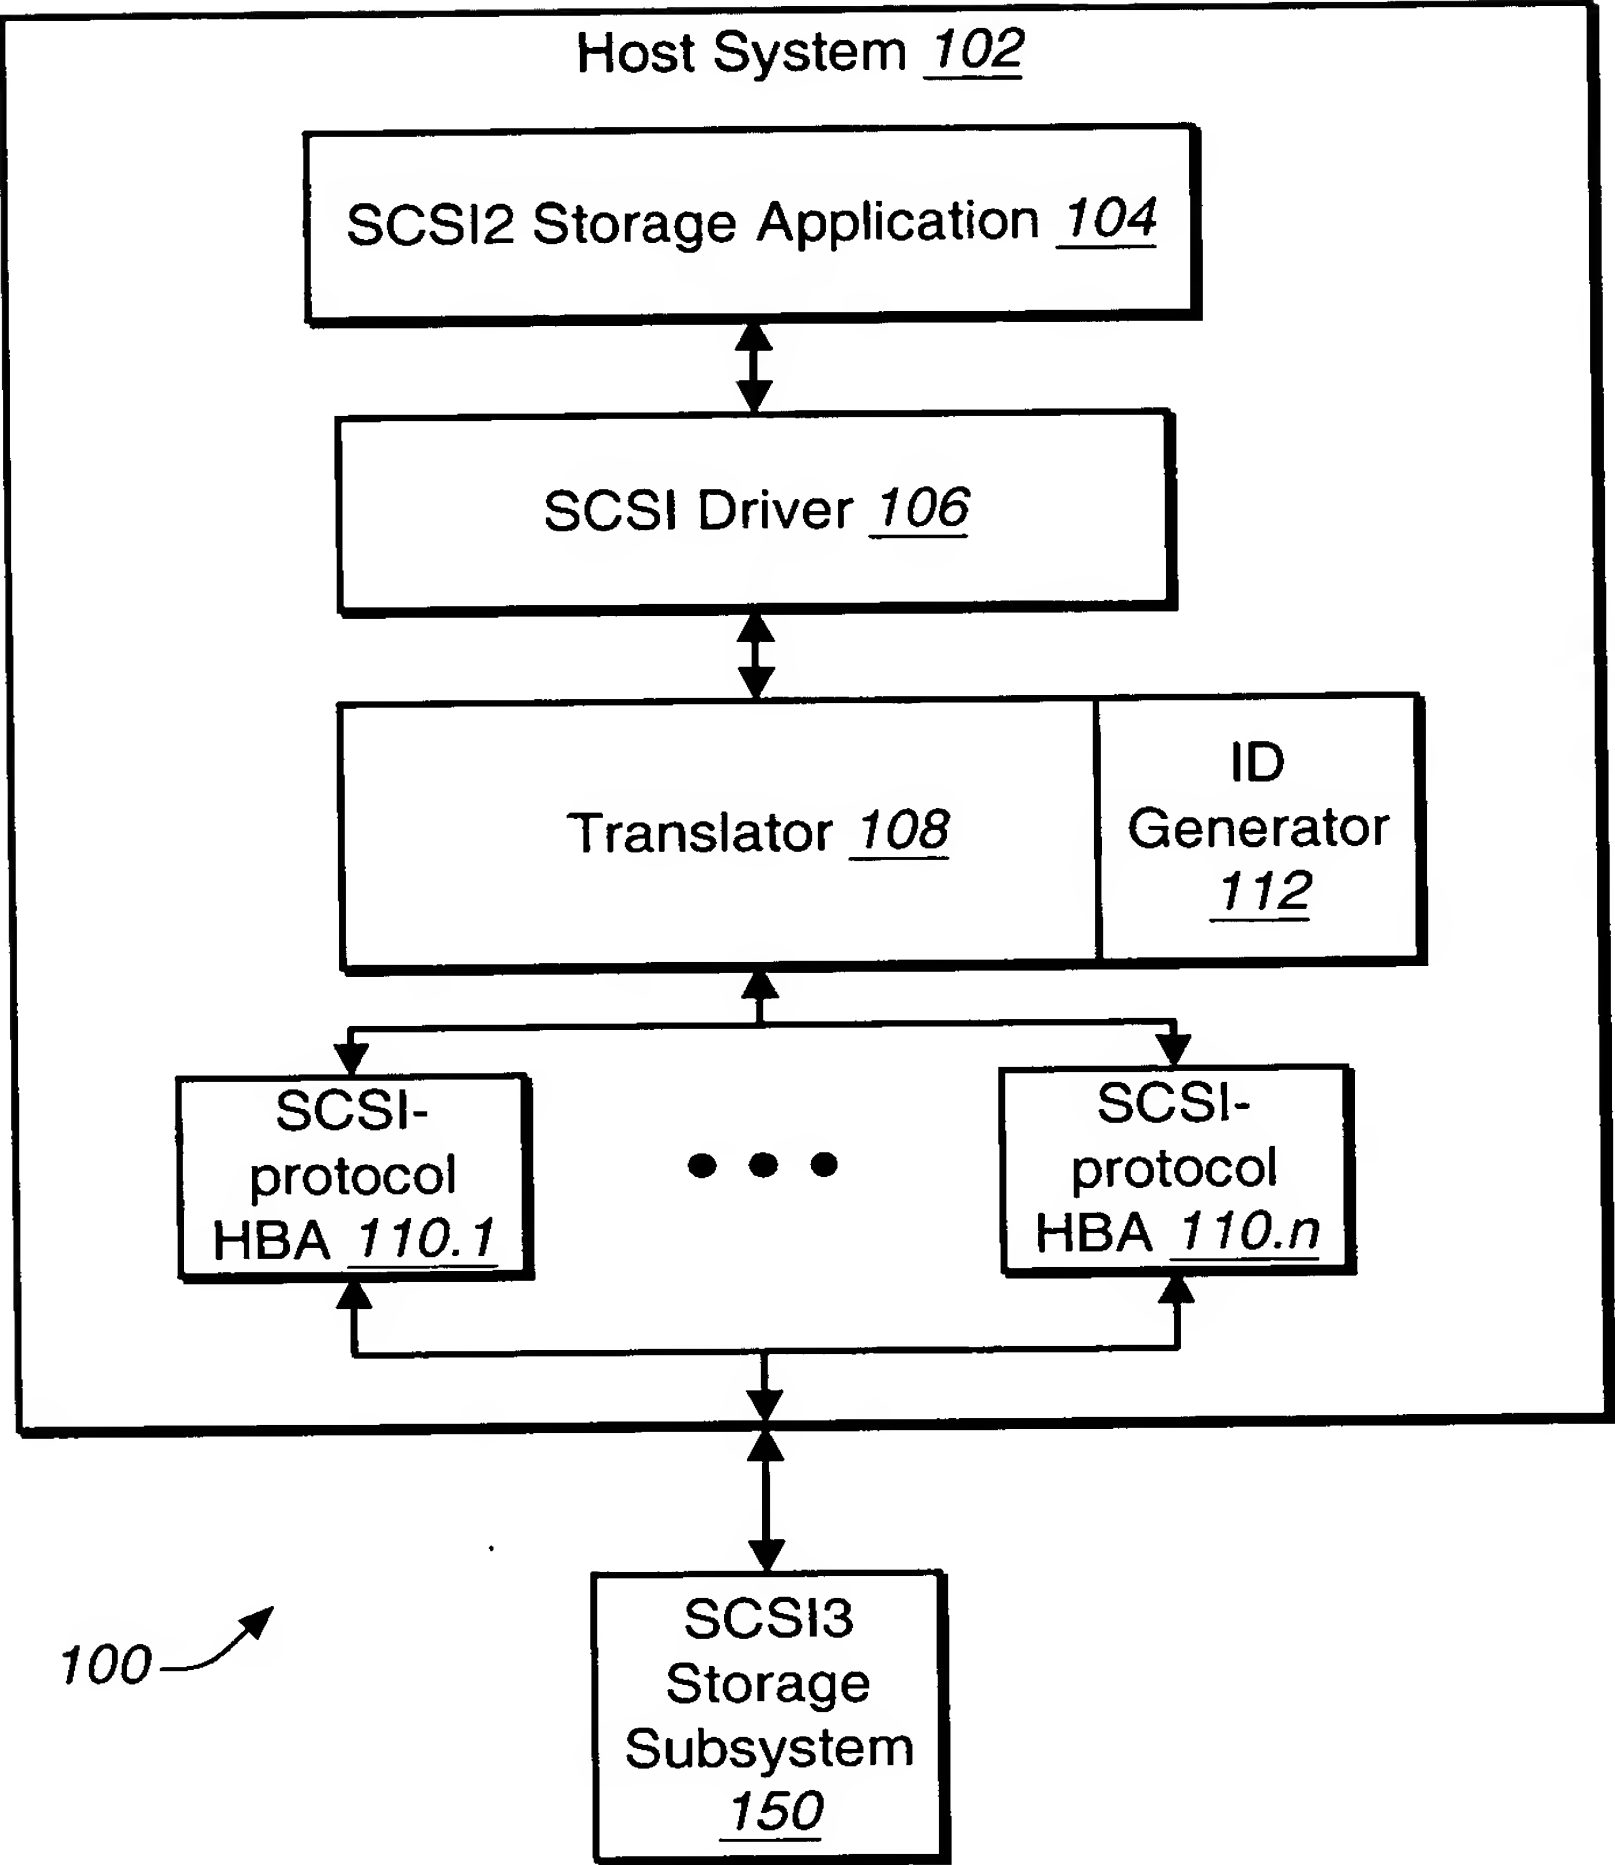 Host System 102
SCSI2 Storage Application 104
SCSI Driver 106
Translator 108
ID
Generator
112
SCSI-
protocol
HBA 110.1
SCSI-
protocol
HBA 110.n
SCSI3
Storage
Subsystem
150
100